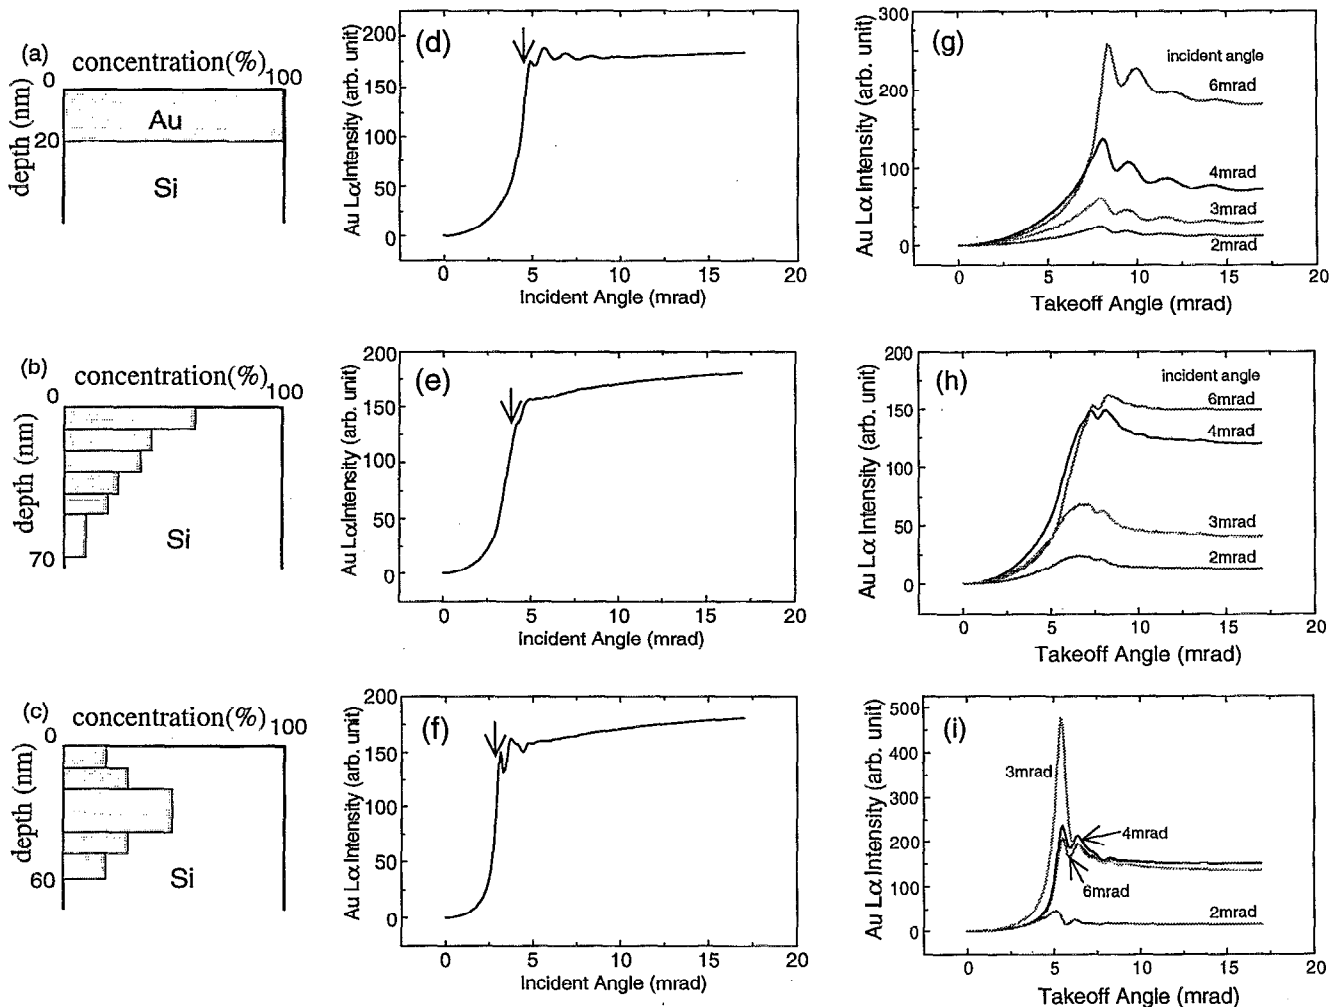 (a)
concentration(%)
0
100
depth (nm)
20
Au
Si
(d)
Au Lα Intensity (arb. unit)
200
150
100
50
0
0 5 10 15 20
Incident Angle (mrad)
(g)
Au Lα Intensity (arb. unit)
300
200
100
0
incident angle
6mrad
4mrad
3mrad
2mrad
0 5 10 15 20
Takeoff Angle (mrad)
(b)
concentration(%)
0
100
depth (nm)
70
Si
(e)
Au Lα Intensity (arb. unit)
200
150
100
50
0
0 5 10 15 20
Incident Angle (mrad)
(h)
Au Lα Intensity (arb. unit)
200
150
100
50
0
incident angle
6mrad
4mrad
3mrad
2mrad
0 5 10 15 20
Takeoff Angle (mrad)
(c)
concentration(%)
0
100
depth (nm)
60
Si
(f)
Au Lα Intensity (arb. unit)
200
150
100
50
0
0 5 10 15 20
Incident Angle (mrad)
(i)
Au Lα Intensity (arb. unit)
500
400
300
200
100
0
3mrad
4mrad
6mrad
2mrad
0 5 10 15 20
Takeoff Angle (mrad)